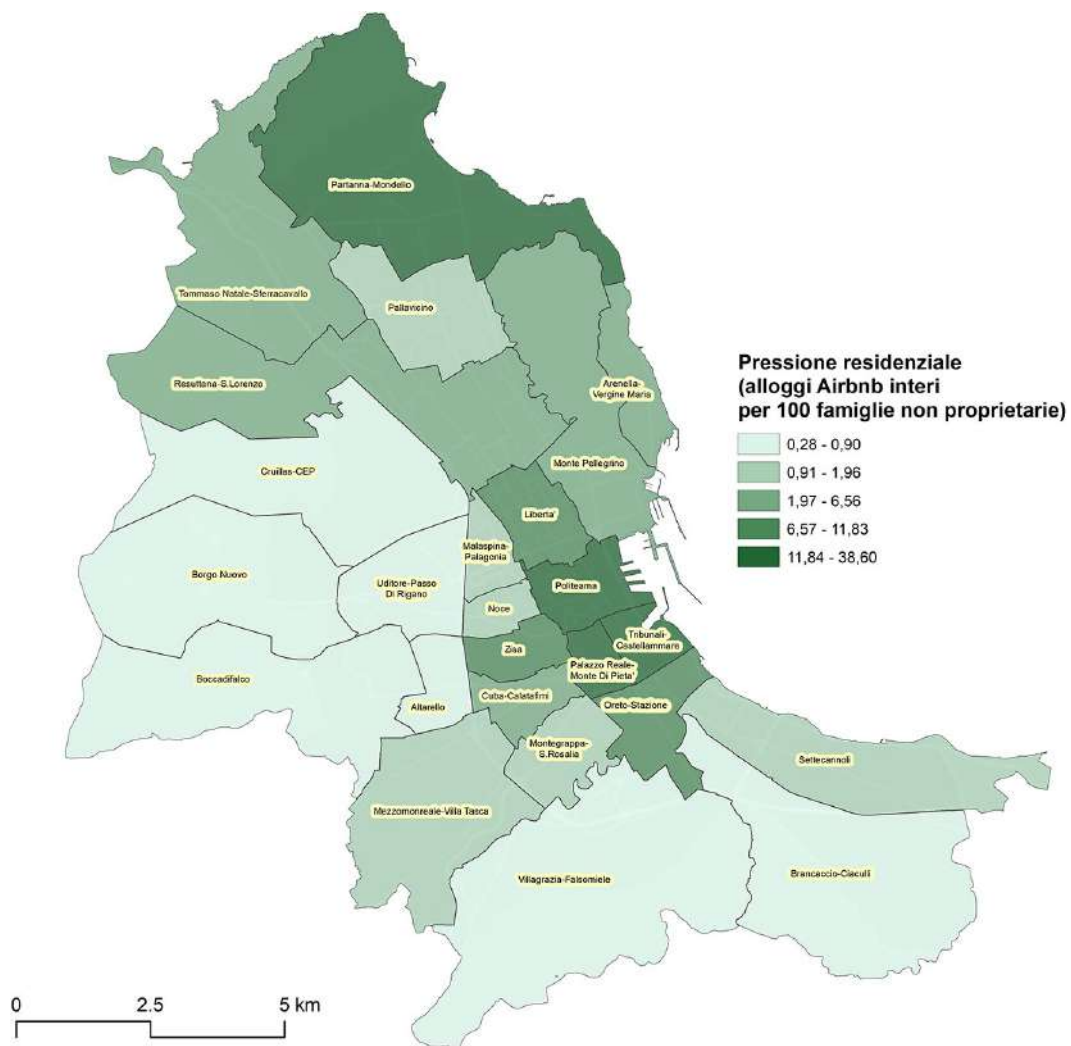 Partanna-Mondello
Tommaso Natale-Sferracavallo
Pallavicino
Resuttana-S.Lorenzo
Arenella-
Vergine Maria
Pressione residenziale
(alloggi Airbnb interi
per 100 famiglie non proprietarie)
0,28 - 0,90
0,91 - 1,96
1,97 - 6,56
6,57 - 11,83
11,84 - 38,60
Cruillas-CEP
Monte Pellegrino
Liberta'
Malaspina-
Palagonia
Borgo Nuovo
Uditore-Passo
Di Rigano
Politeama
Noce
Tribunali-
Castellammare
Zisa
Palazzo Reale-
Monte Di Pieta'
Boccadifalco
Altarello
Cuba-Calatafimi
Oreto-Stazione
Montegrappa-
S.Rosalia
Settecannoli
Mezzomonreale-Villa Tasca
Villagrazia-Falsomiele
Brancaccio-Ciaculli
0 2.5 5 km